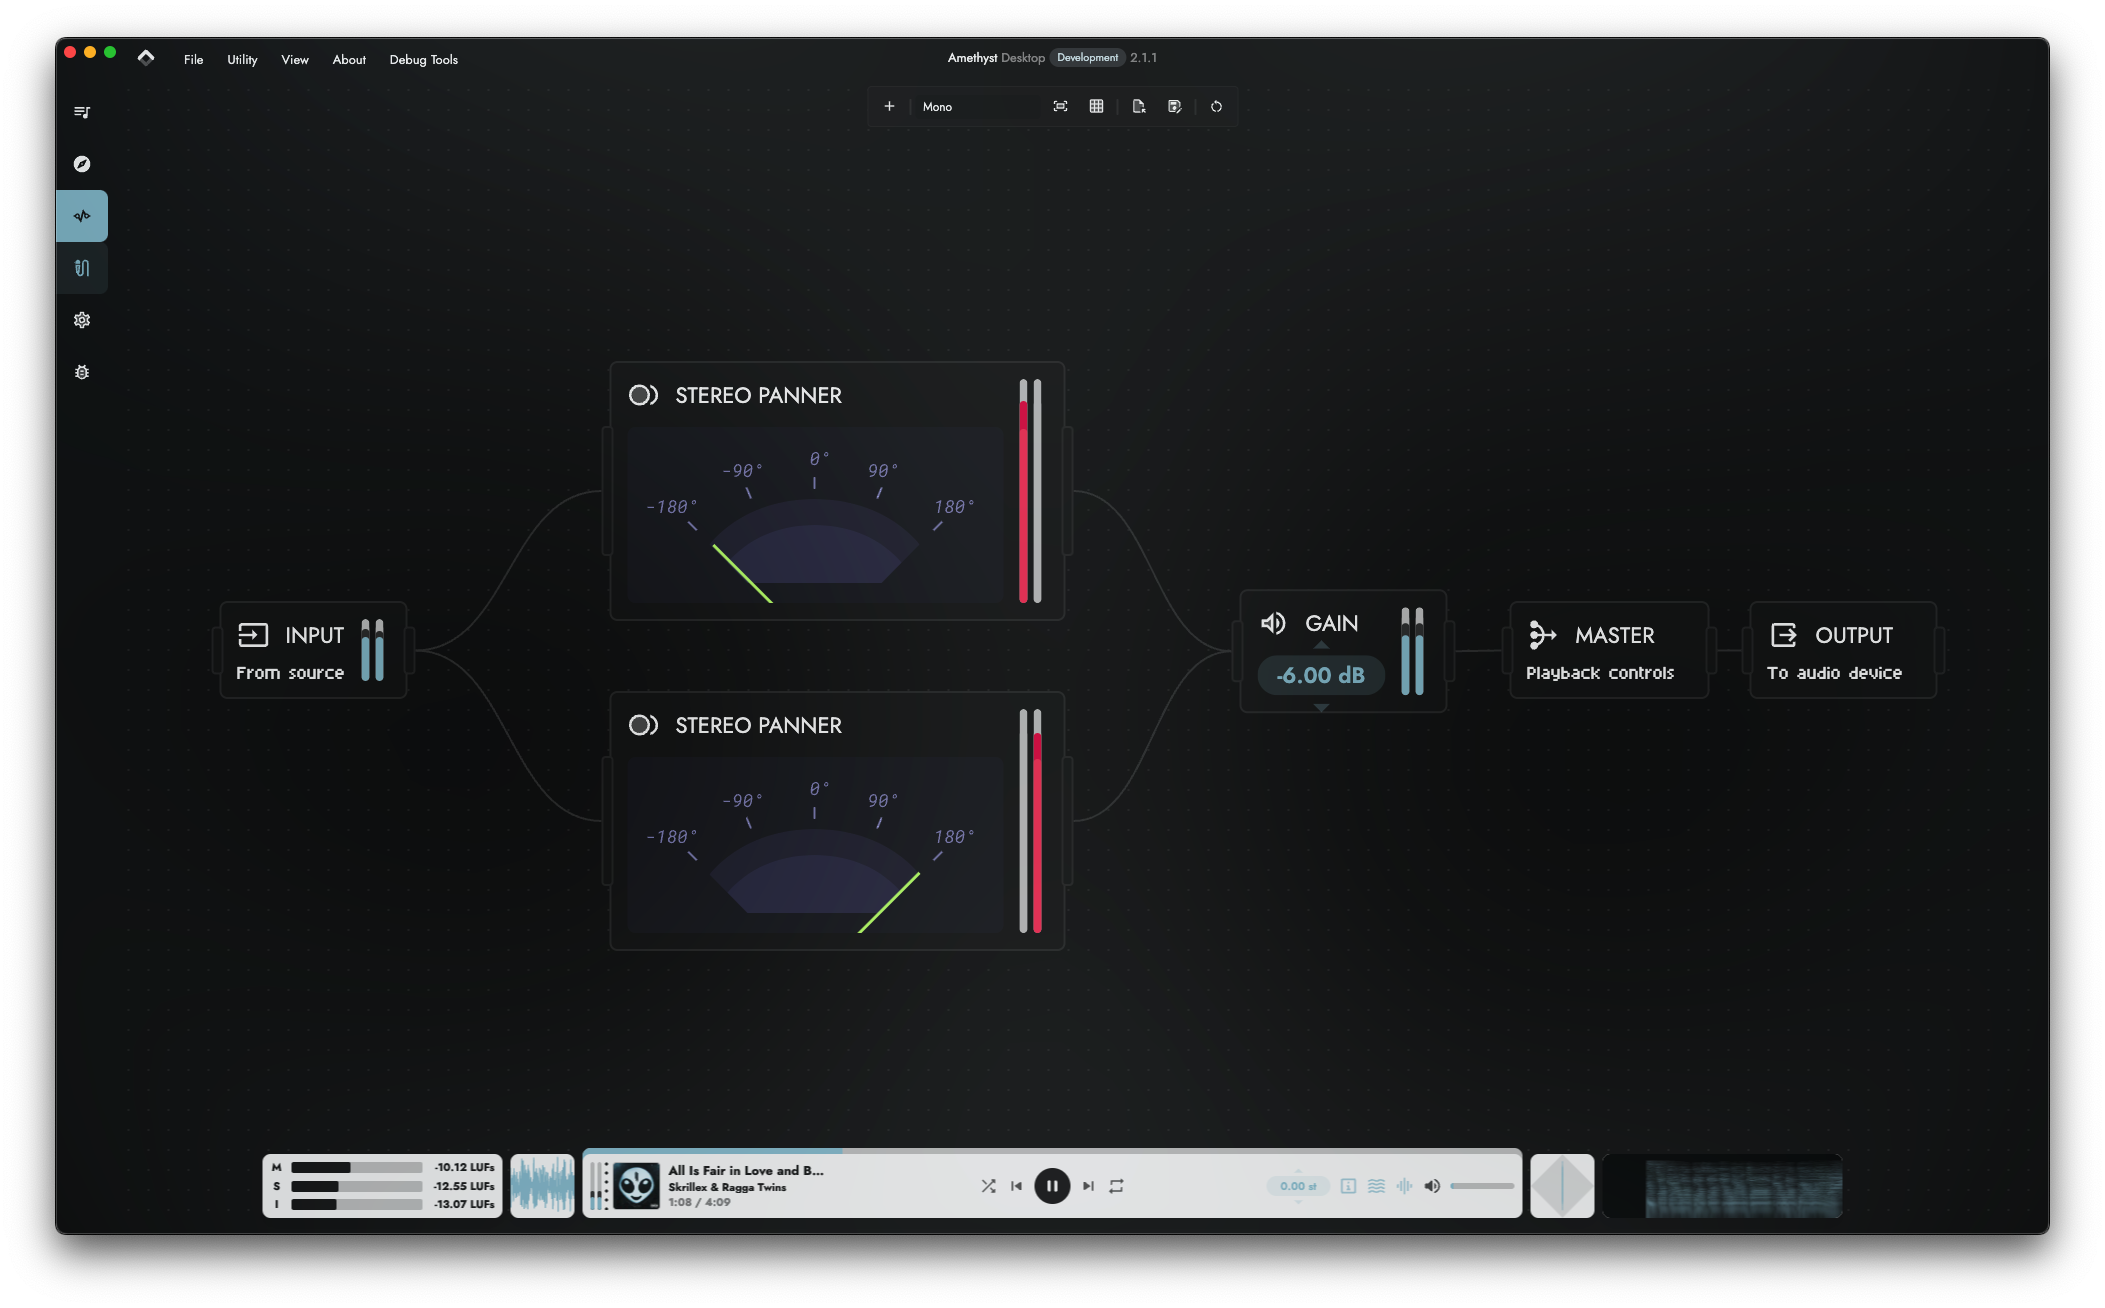 File Utility View About Debug Tools
Amethyst Desktop Development 2.1.1
Mono
STEREO PANNER
-180° -90° 0° 90° 180°
INPUT
From source
STEREO PANNER
-180° -90° 0° 90° 180°
GAIN
-6.00 dB
MASTER
Playback controls
OUTPUT
To audio device
M -10.12 LUFs
S -12.55 LUFs
I -13.07 LUFs
All Is Fair in Love and B...
Skrillex & Ragga Twins
1:08 / 4:09
0.00 st